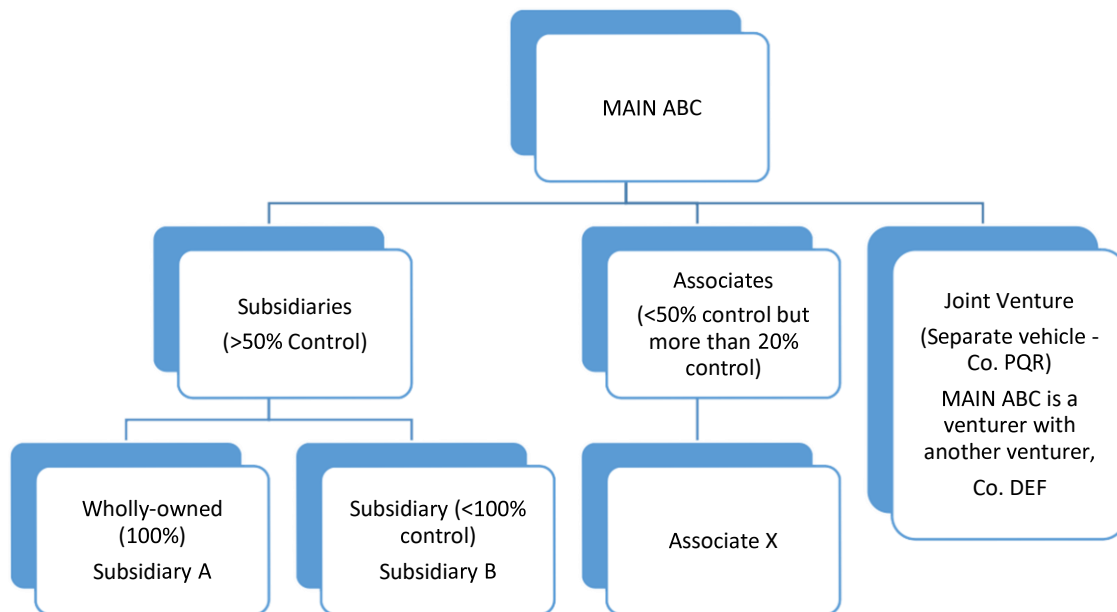 MAIN ABC
Subsidiaries
(>50% Control)
Associates
(<50% control but
more than 20%
control)
Joint Venture
(Separate vehicle -
Co. PQR)
MAIN ABC is a
venturer with
another venturer,
Co. DEF
Wholly-owned
(100%)
Subsidiary A
Subsidiary (<100%
control)
Subsidiary B
Associate X